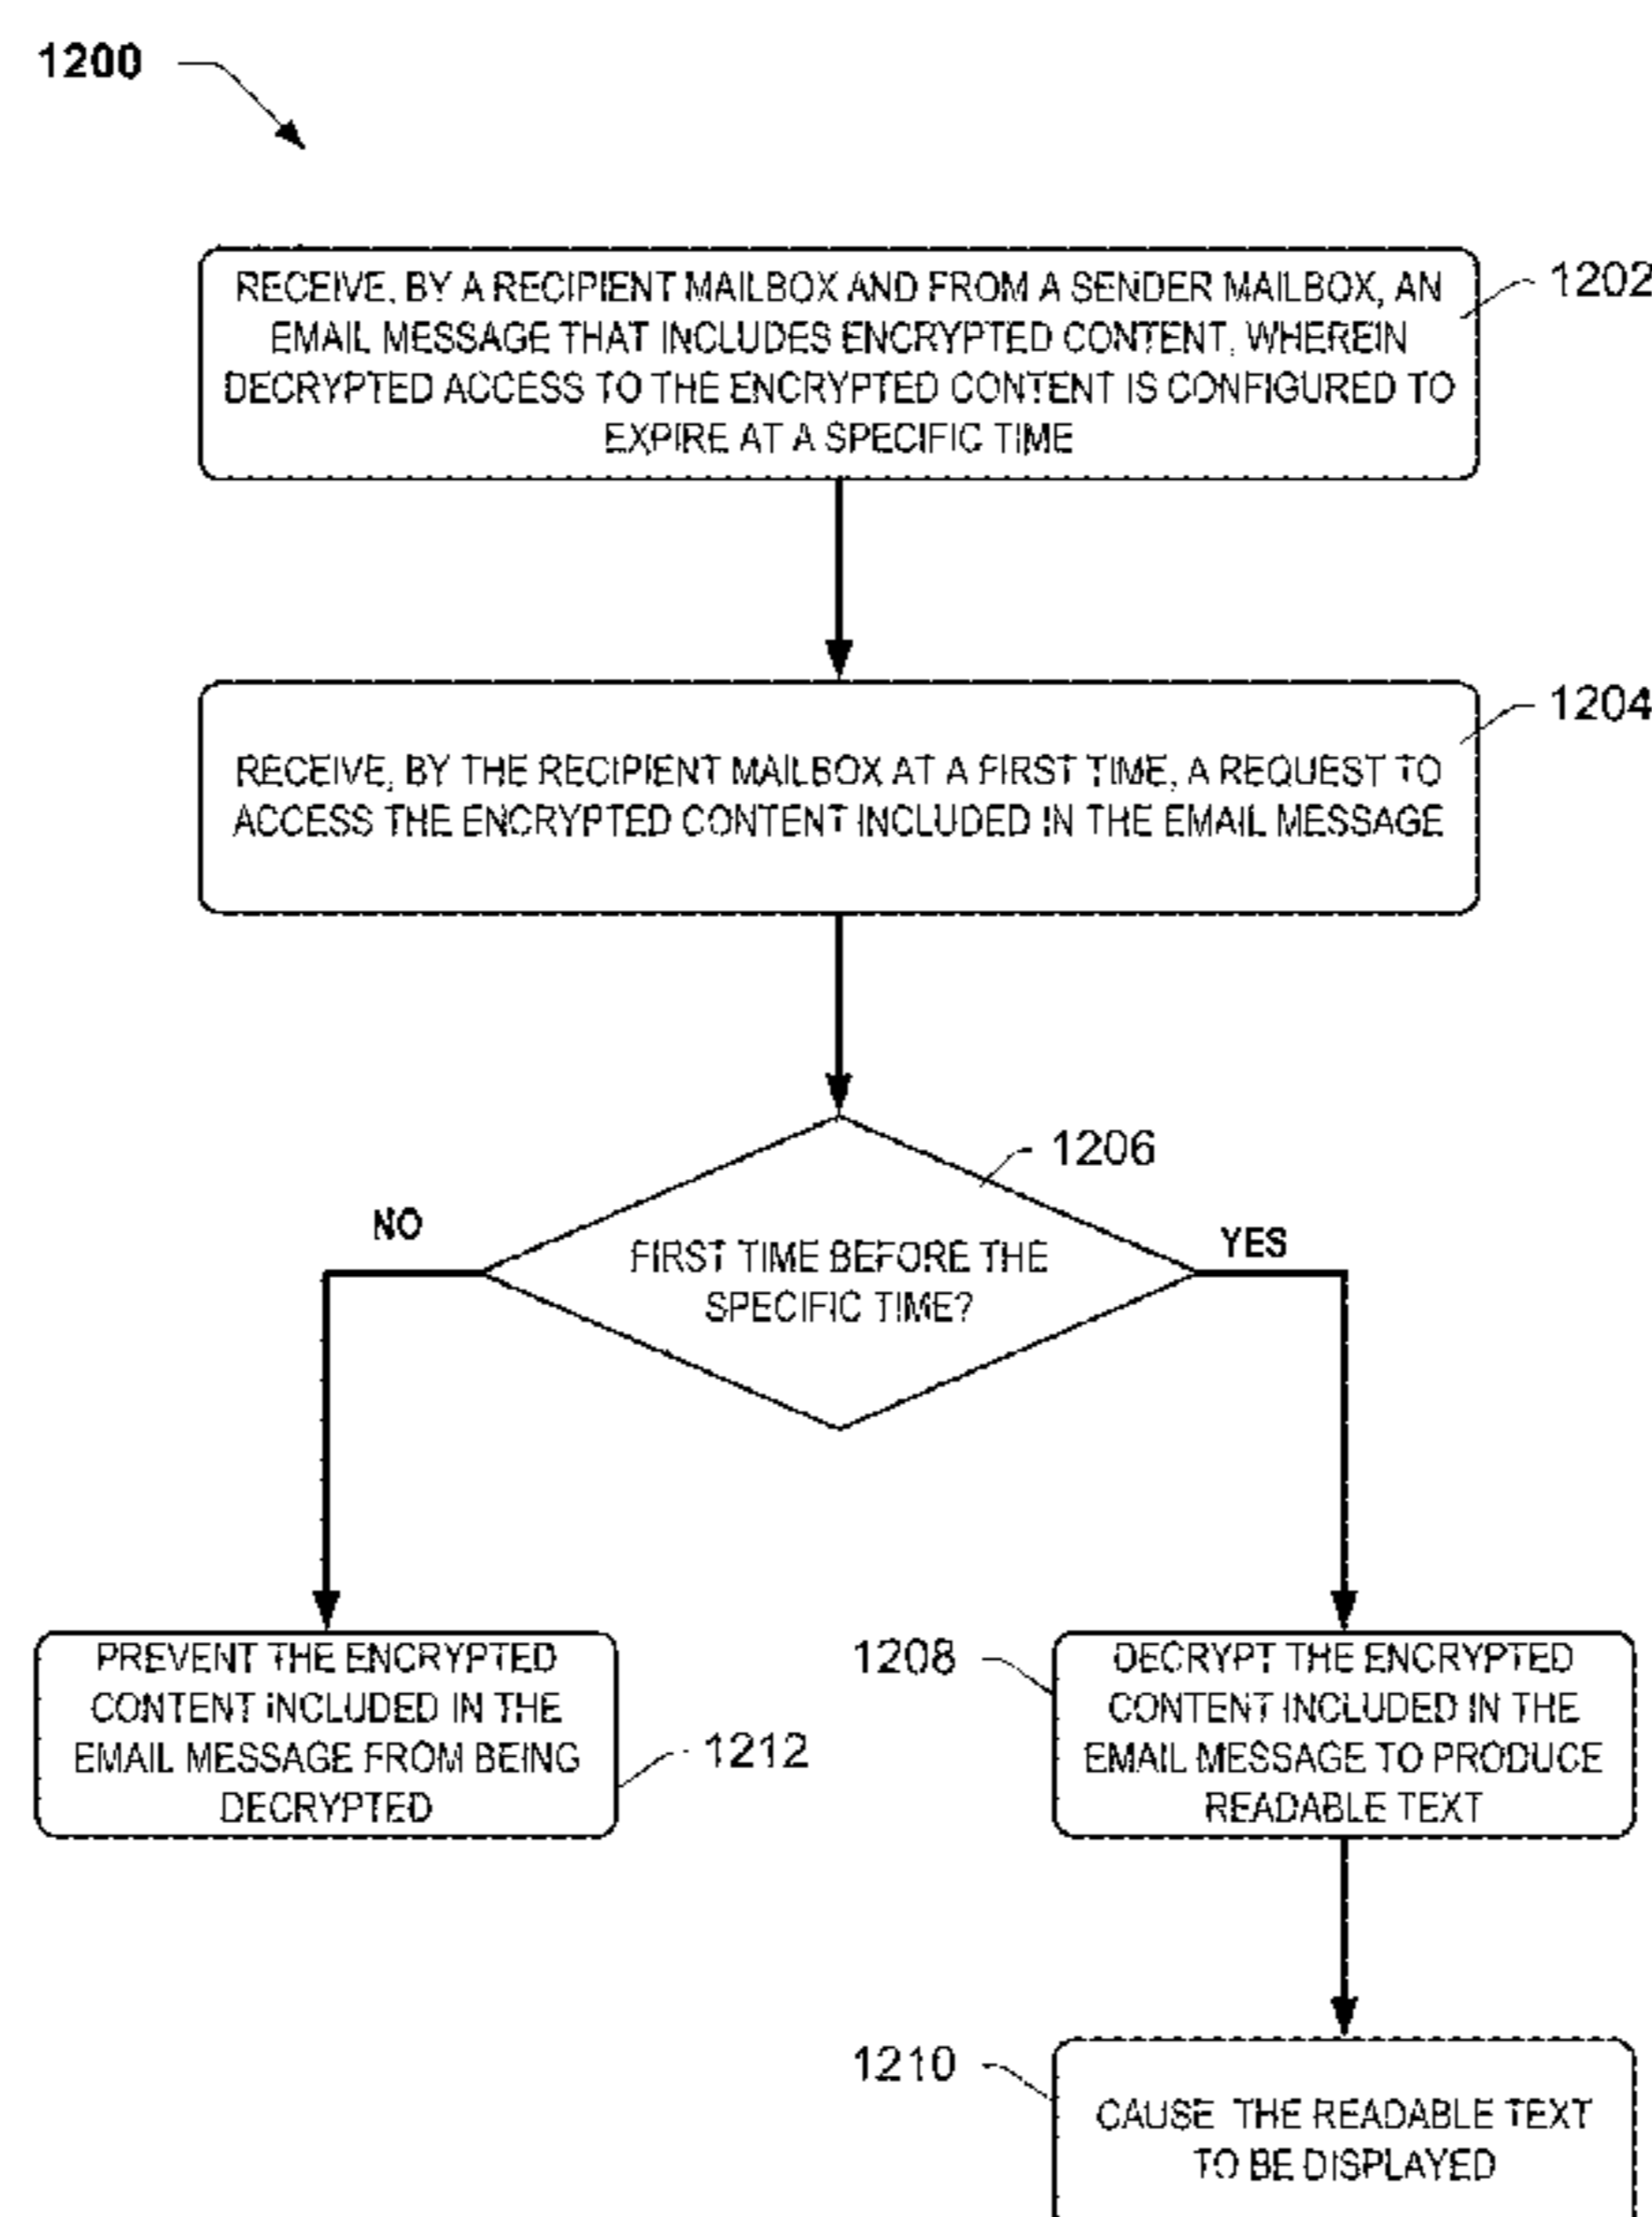 1200
RECEIVE, BY A RECIPIENT MAILBOX AND FROM A SENDER MAILBOX, AN
EMAIL MESSAGE THAT INCLUDES ENCRYPTED CONTENT, WHEREIN
DECRYPTED ACCESS TO THE ENCRYPTED CONTENT IS CONFIGURED TO
EXPIRE AT A SPECIFIC TIME
1202
RECEIVE, BY THE RECIPIENT MAILBOX AT A FIRST TIME, A REQUEST TO
ACCESS THE ENCRYPTED CONTENT INCLUDED IN THE EMAIL MESSAGE
1204
1206
NO
FIRST TIME BEFORE THE
SPECIFIC TIME?
YES
PREVENT THE ENCRYPTED
CONTENT INCLUDED IN THE
EMAIL MESSAGE FROM BEING
DECRYPTED
1212
1208
DECRYPT THE ENCRYPTED
CONTENT INCLUDED IN THE
EMAIL MESSAGE TO PRODUCE
READABLE TEXT
1210
CAUSE THE READABLE TEXT
TO BE DISPLAYED